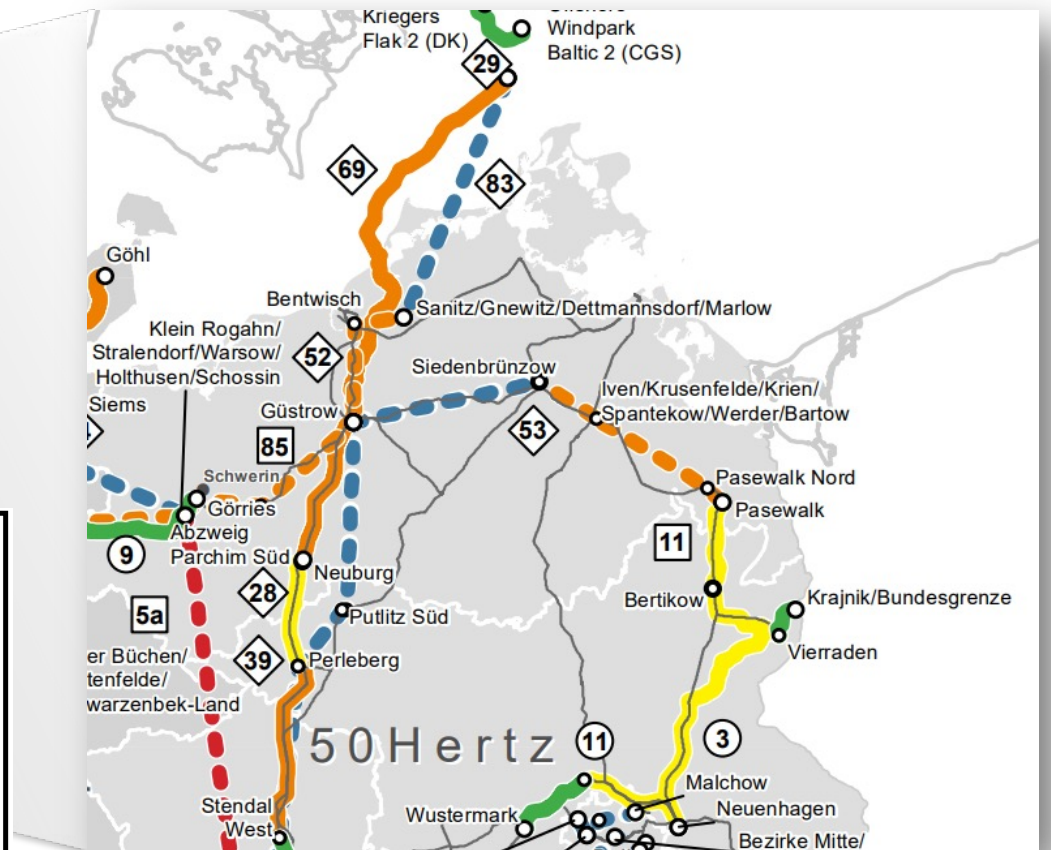 Kriegers
Flak 2 (DK)
Windpark
Baltic 2 (CGS)
29
69
83
Göhl
Bentwisch
Sanitz/Gnewitz/Dettmannsdorf/Marlow
Klein Rogahn/
Stralendorf/Warsow/
Holthusen/Schossin
52
Siedenbrünzow
Siems
Iven/Krusenfelde/Krien/
Spantekow/Werder/Bartow
Güstrow
53
85
Schwerin
Pasewalk Nord
Görries
Pasewalk
Abzweig
Parchim Süd
9
11
Neuburg
28
Bertikow
Krajnik/Bundesgrenze
5a
Putlitz Süd
Vierraden
39
Perleberg
er Büchen/
tenfelde/
warzenbek-Land
50Hertz
11
3
Malchow
Stendal
West
Wustermark
Neuenhagen
Bezirke Mitte/